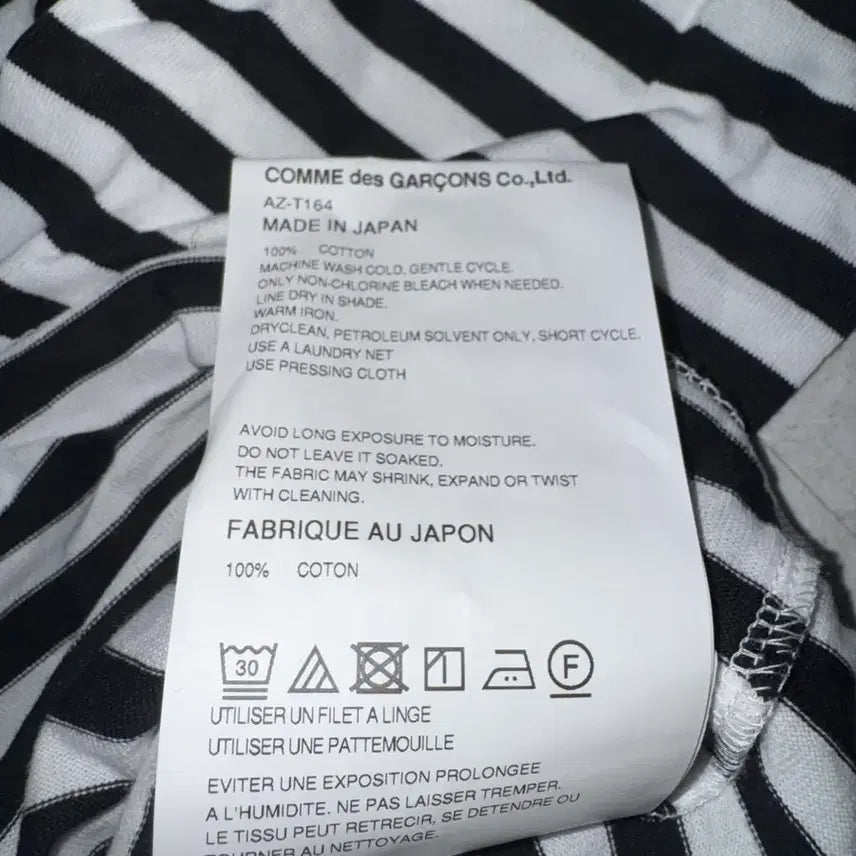 COMME des GARÇONS Co.,Ltd.
AZ-T164
MADE IN JAPAN
100% COTTON
MACHINE WASH COLD. GENTLE CYCLE.
ONLY NON-CHLORINE BLEACH WHEN NEEDED.
LINE DRY IN SHADE.
WARM IRON.
DRYCLEAN, PETROLEUM SOLVENT ONLY, SHORT CYCLE.
USE A LAUNDRY NET
USE PRESSING CLOTH
AVOID LONG EXPOSURE TO MOISTURE.
DO NOT LEAVE IT SOAKED.
THE FABRIC MAY SHRINK, EXPAND OR TWIST
WITH CLEANING.
FABRIQUE AU JAPON
100% COTON
30 F
UTILISER UN FILET A LINGE
UTILISER UNE PATTEMOUILLE
EVITER UNE EXPOSITION PROLONGEE
A L'HUMIDITE. NE PAS LAISSER TREMPER.
LE TISSU PEUT RETRECIR, SE DETENDRE OU
TOURNER AU NETTOYAGE.